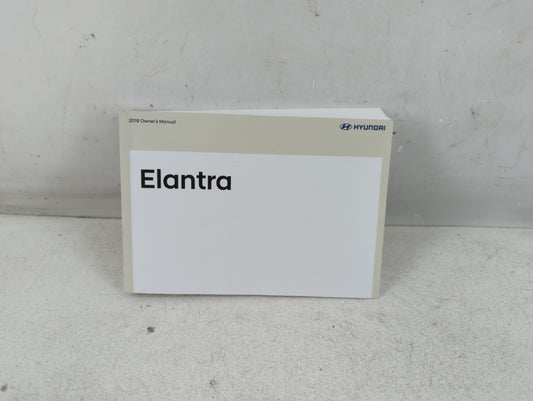 2019 Owner's Manual
HYUNDAI
Elantra